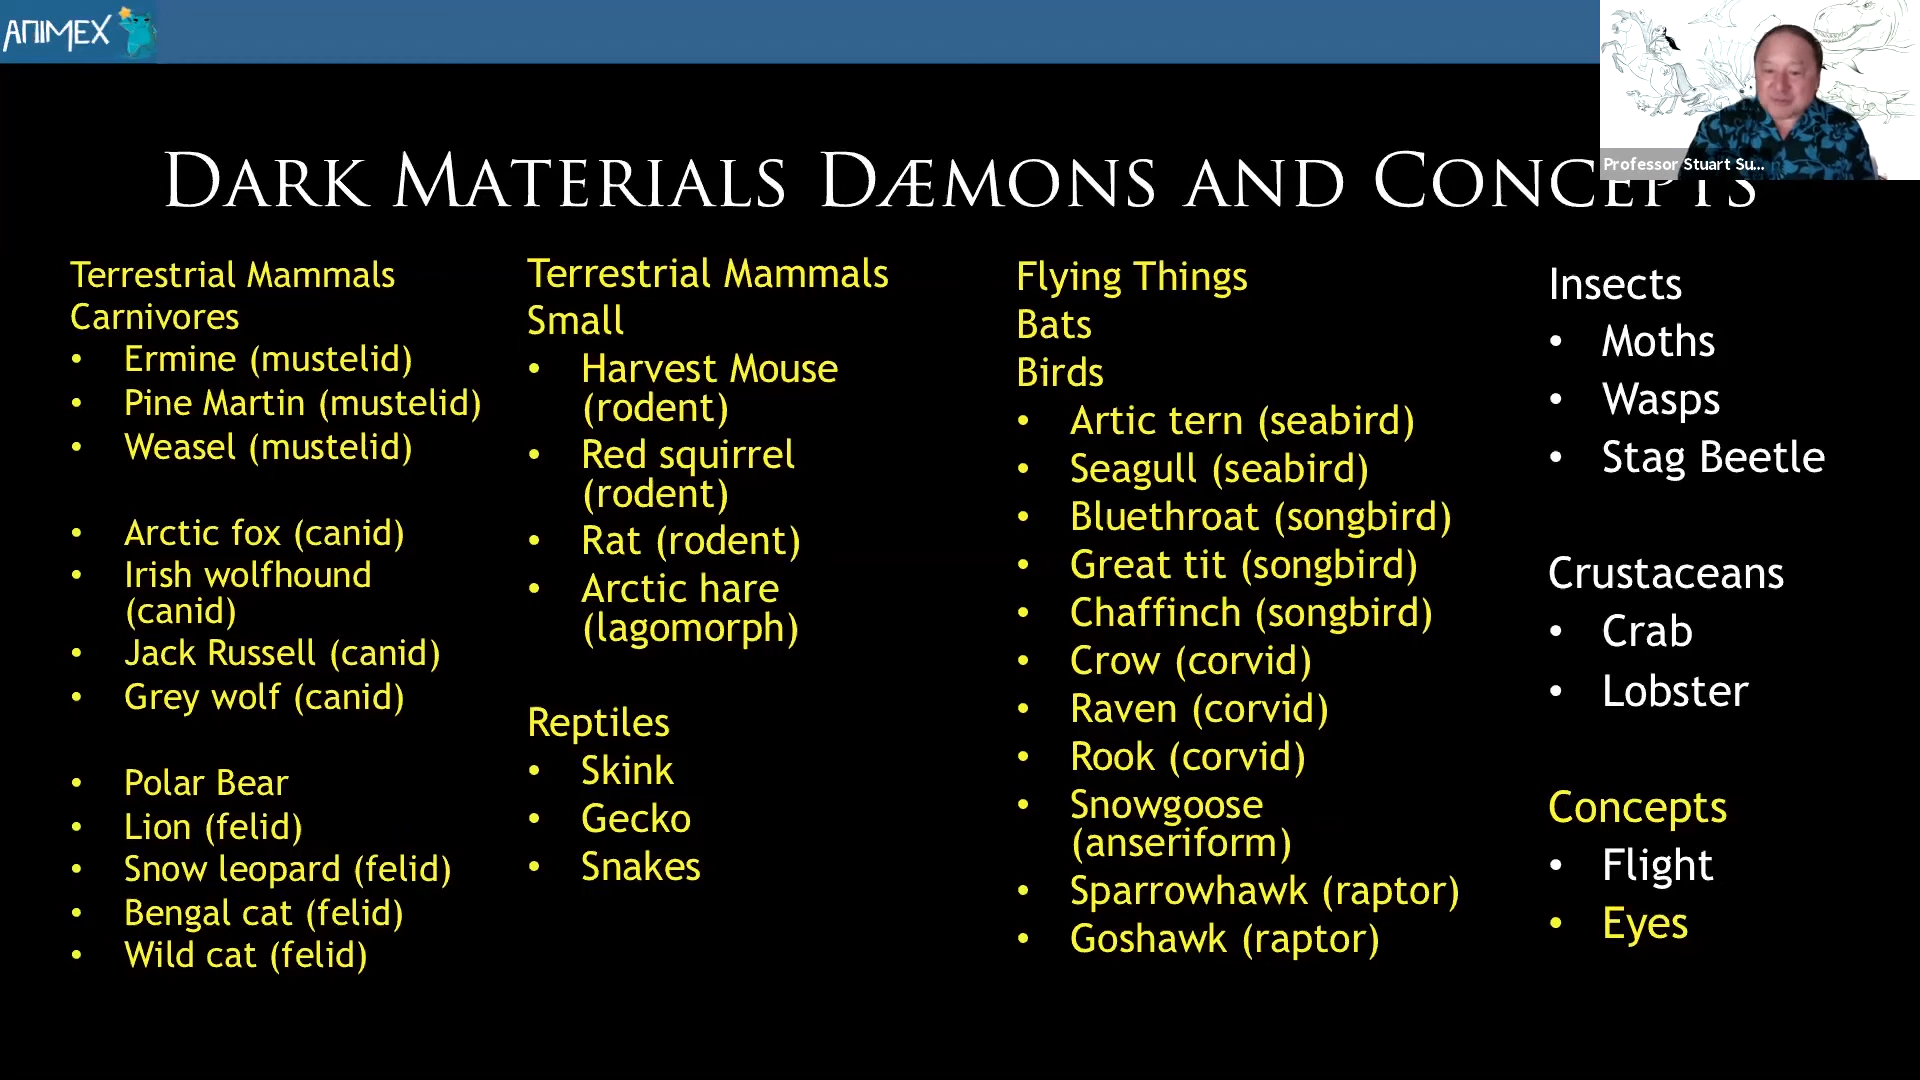 ANIMEX
Professor Stuart Su...
DARK MATERIALS DÆMONS AND CONCEPTS
Terrestrial Mammals
Carnivores
• Ermine (mustelid)
• Pine Martin (mustelid)
• Weasel (mustelid)
• Arctic fox (canid)
• Irish wolfhound
(canid)
• Jack Russell (canid)
• Grey wolf (canid)
• Polar Bear
• Lion (felid)
• Snow leopard (felid)
• Bengal cat (felid)
• Wild cat (felid)
Terrestrial Mammals
Small
• Harvest Mouse
(rodent)
• Red squirrel
(rodent)
• Rat (rodent)
• Arctic hare
(lagomorph)
Reptiles
• Skink
• Gecko
• Snakes
Flying Things
Bats
Birds
• Artic tern (seabird)
• Seagull (seabird)
• Bluethroat (songbird)
• Great tit (songbird)
• Chaffinch (songbird)
• Crow (corvid)
• Raven (corvid)
• Rook (corvid)
• Snowgoose
(anseriform)
• Sparrowhawk (raptor)
• Goshawk (raptor)
Insects
• Moths
• Wasps
• Stag Beetle
Crustaceans
• Crab
• Lobster
Concepts
• Flight
• Eyes